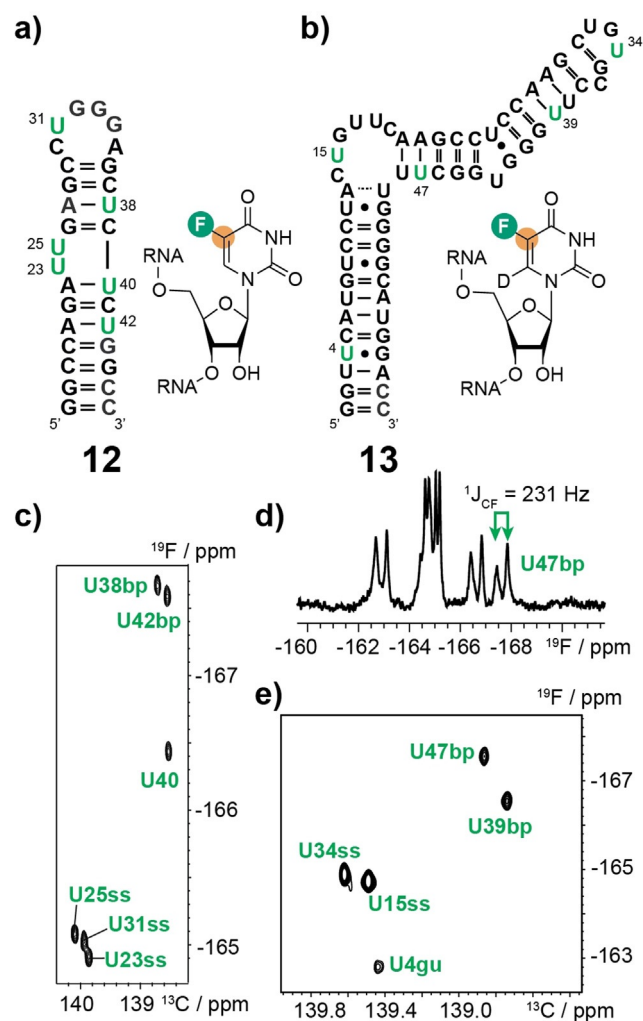 a)
b)
GGCCAGAUUGAGCCUGGGAGCUCUCUGGCC
31
25
23
38
40
42
5'
3'
12
F
O
NH
N
O
RNA
O
O
O
OH
RNA
GGUUCAUGUCCUACUGUUCAAGCCUCCAAGCUGUGCCUUGGGUGGCUUUGGGGCAUGGACC
15
4
47
39
34
5'
3'
13
F
O
NH
D
N
O
RNA
O
O
O
OH
RNA
c)
¹⁹F / ppm
U38bp
U42bp
-167
U40
-166
U25ss
U31ss
U23ss
-165
140
139
¹³C / ppm
d)
¹J_CF = 231 Hz
U47bp
-160
-162
-164
-166
-168
¹⁹F / ppm
e)
¹⁹F / ppm
U47bp
-167
U39bp
U34ss
-165
U15ss
U4gu
-163
139.8
139.4
139.0
¹³C / ppm